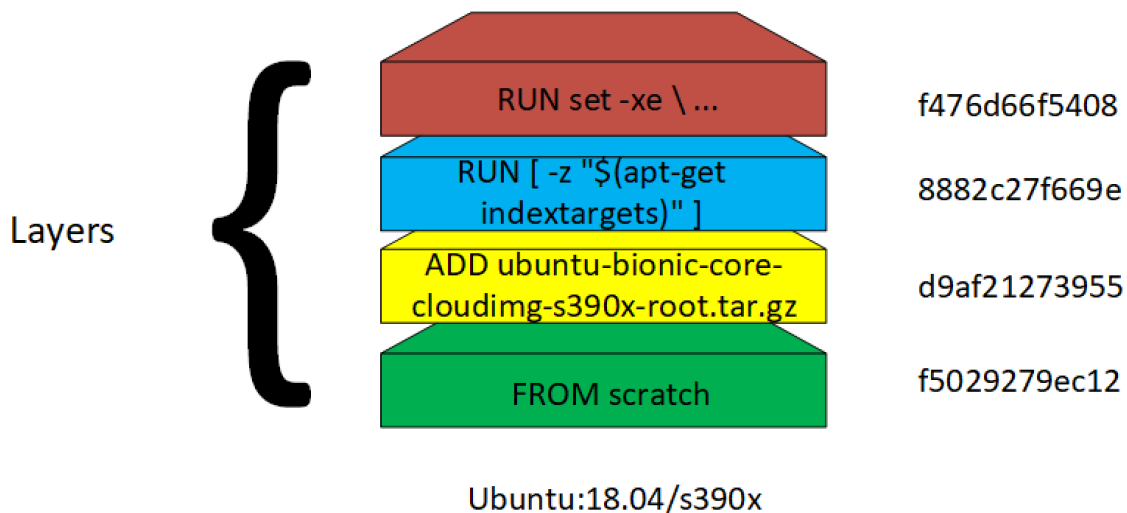 RUN set -xe \ ...
f476d66f5408
RUN [ -z "$(apt-get
indextargets)" ]
8882c27f669e
Layers
ADD ubuntu-bionic-core-
cloudimg-s390x-root.tar.gz
d9af21273955
FROM scratch
f5029279ec12
Ubuntu:18.04/s390x